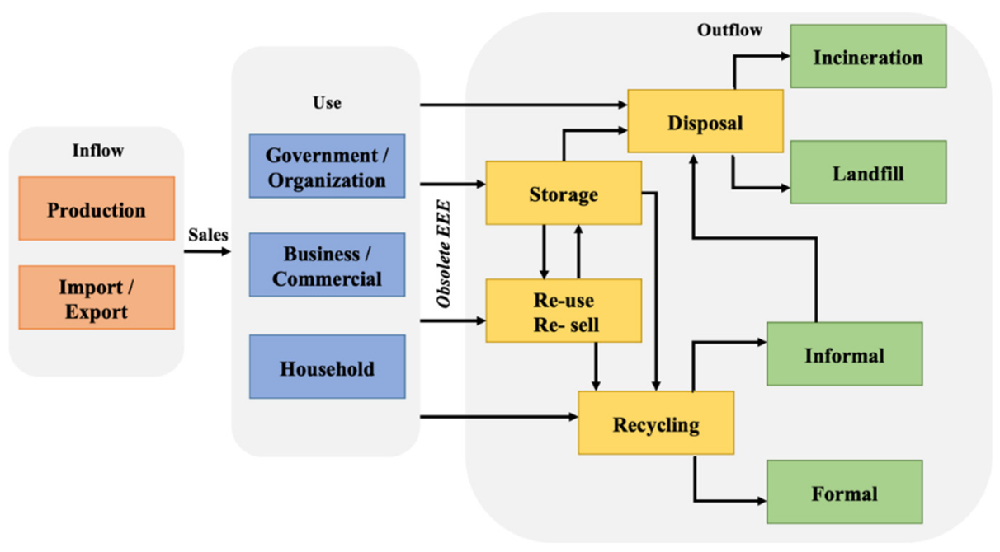 Inflow
Production
Import /
Export
Sales
Use
Government /
Organization
Business /
Commercial
Household
Obsolete EEE
Outflow
Disposal
Storage
Re-use
Re- sell
Recycling
Incineration
Landfill
Informal
Formal